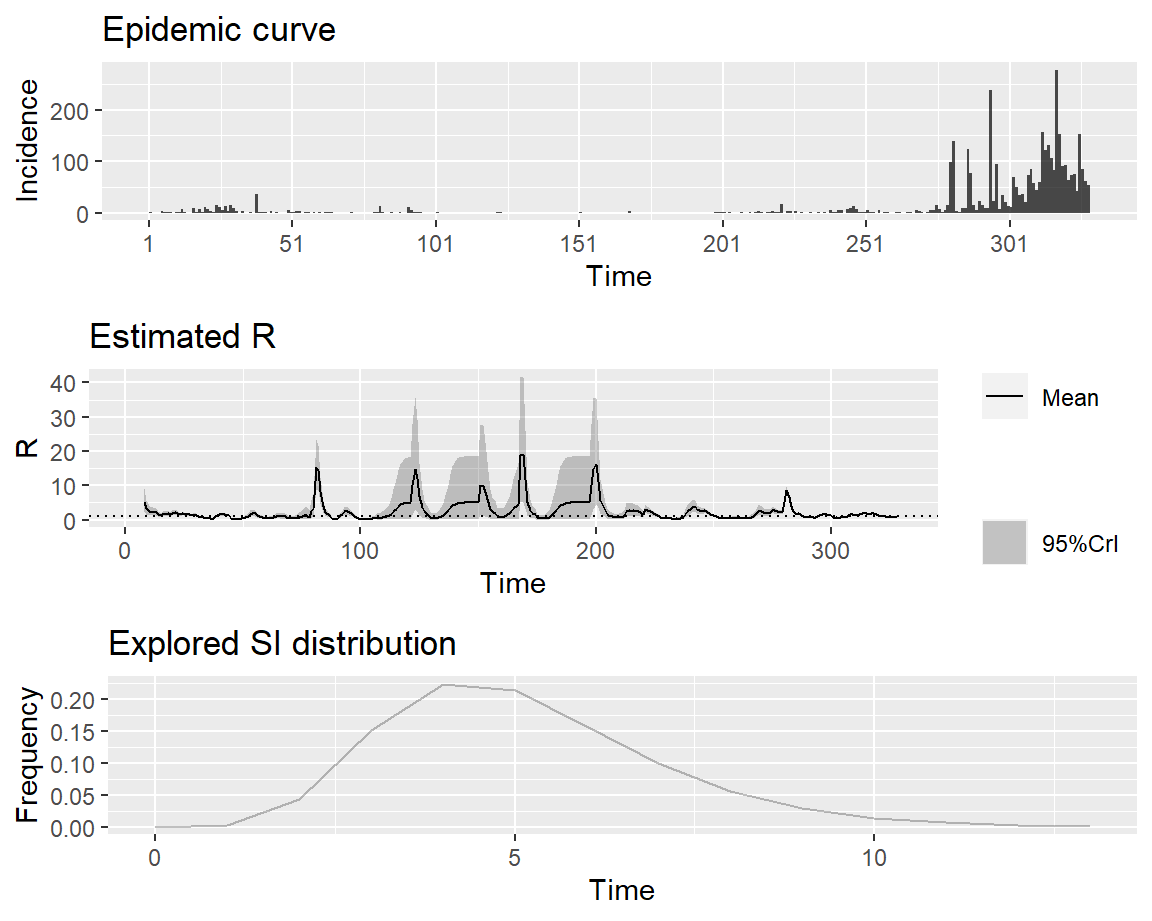 Epidemic curve
Incidence
200
100
0
1 51 101 151 201 251 301
Time
Estimated R
R
40
30
20
10
0
0 100 200 300
Time
Mean
95%CrI
Explored SI distribution
Frequency
0.20
0.15
0.10
0.05
0.00
0 5 10
Time